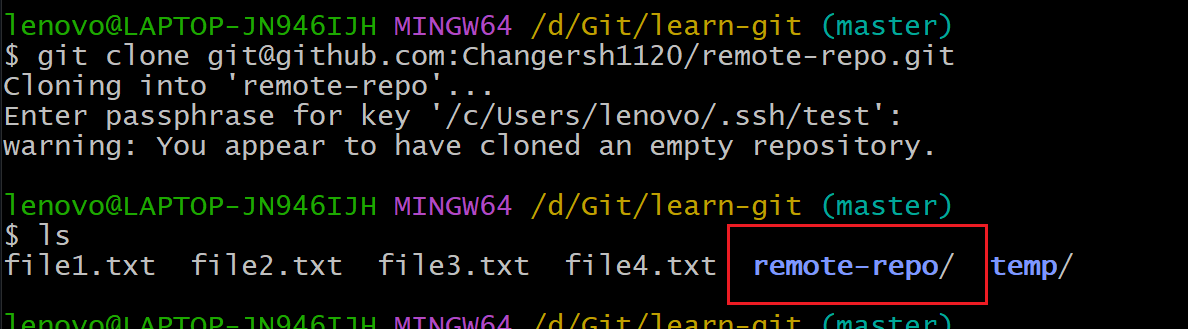 lenovo@LAPTOP-JN946IJH MINGW64 /d/Git/learn-git (master)
$ git clone git@github.com:Changersh1120/remote-repo.git
Cloning into 'remote-repo'...
Enter passphrase for key '/c/Users/lenovo/.ssh/test':
warning: You appear to have cloned an empty repository.
lenovo@LAPTOP-JN946IJH MINGW64 /d/Git/learn-git (master)
$ ls
file1.txt  file2.txt  file3.txt  file4.txt  remote-repo/  temp/
lenovo@LAPTOP-JN946IJH MINGW64 /d/Git/learn-git (master)